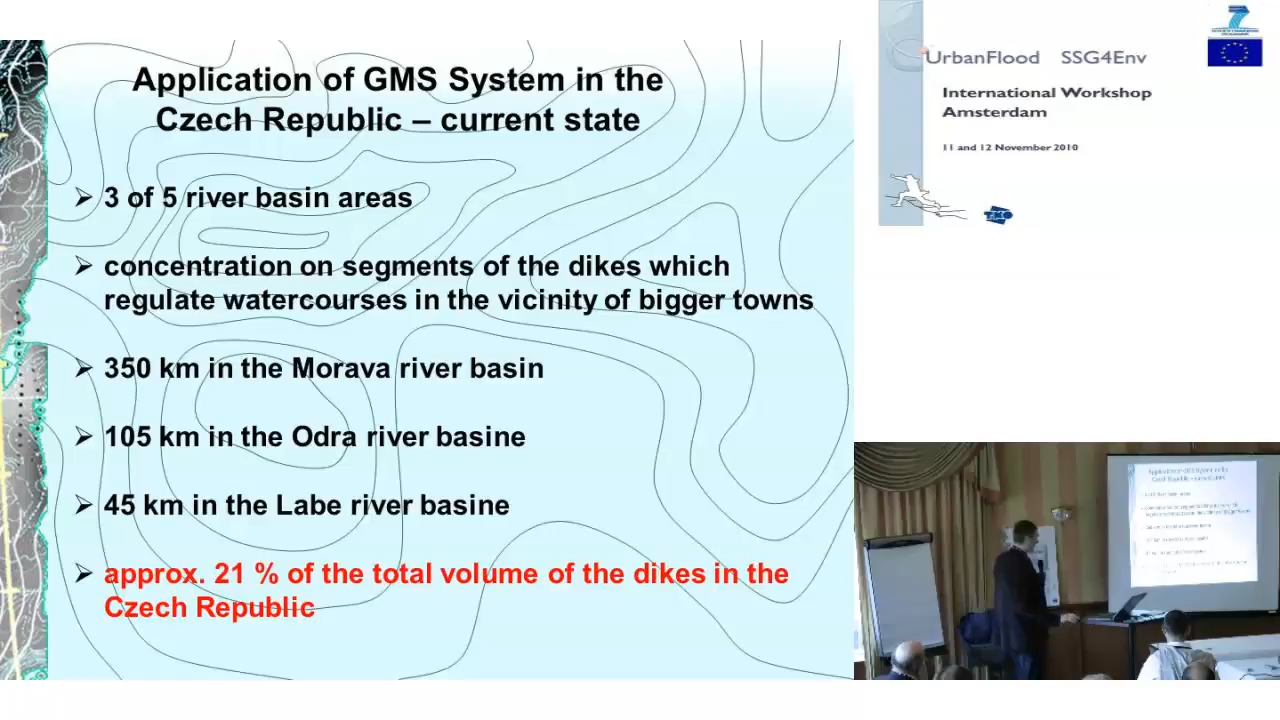 Application of GMS System in the
Czech Republic – current state
➢ 3 of 5 river basin areas
➢ concentration on segments of the dikes which
regulate watercourses in the vicinity of bigger towns
➢ 350 km in the Morava river basin
➢ 105 km in the Odra river basine
➢ 45 km in the Labe river basine
➢ approx. 21 % of the total volume of the dikes in the
Czech Republic
UrbanFlood SSG4Env
International Workshop
Amsterdam
11 and 12 November 2010